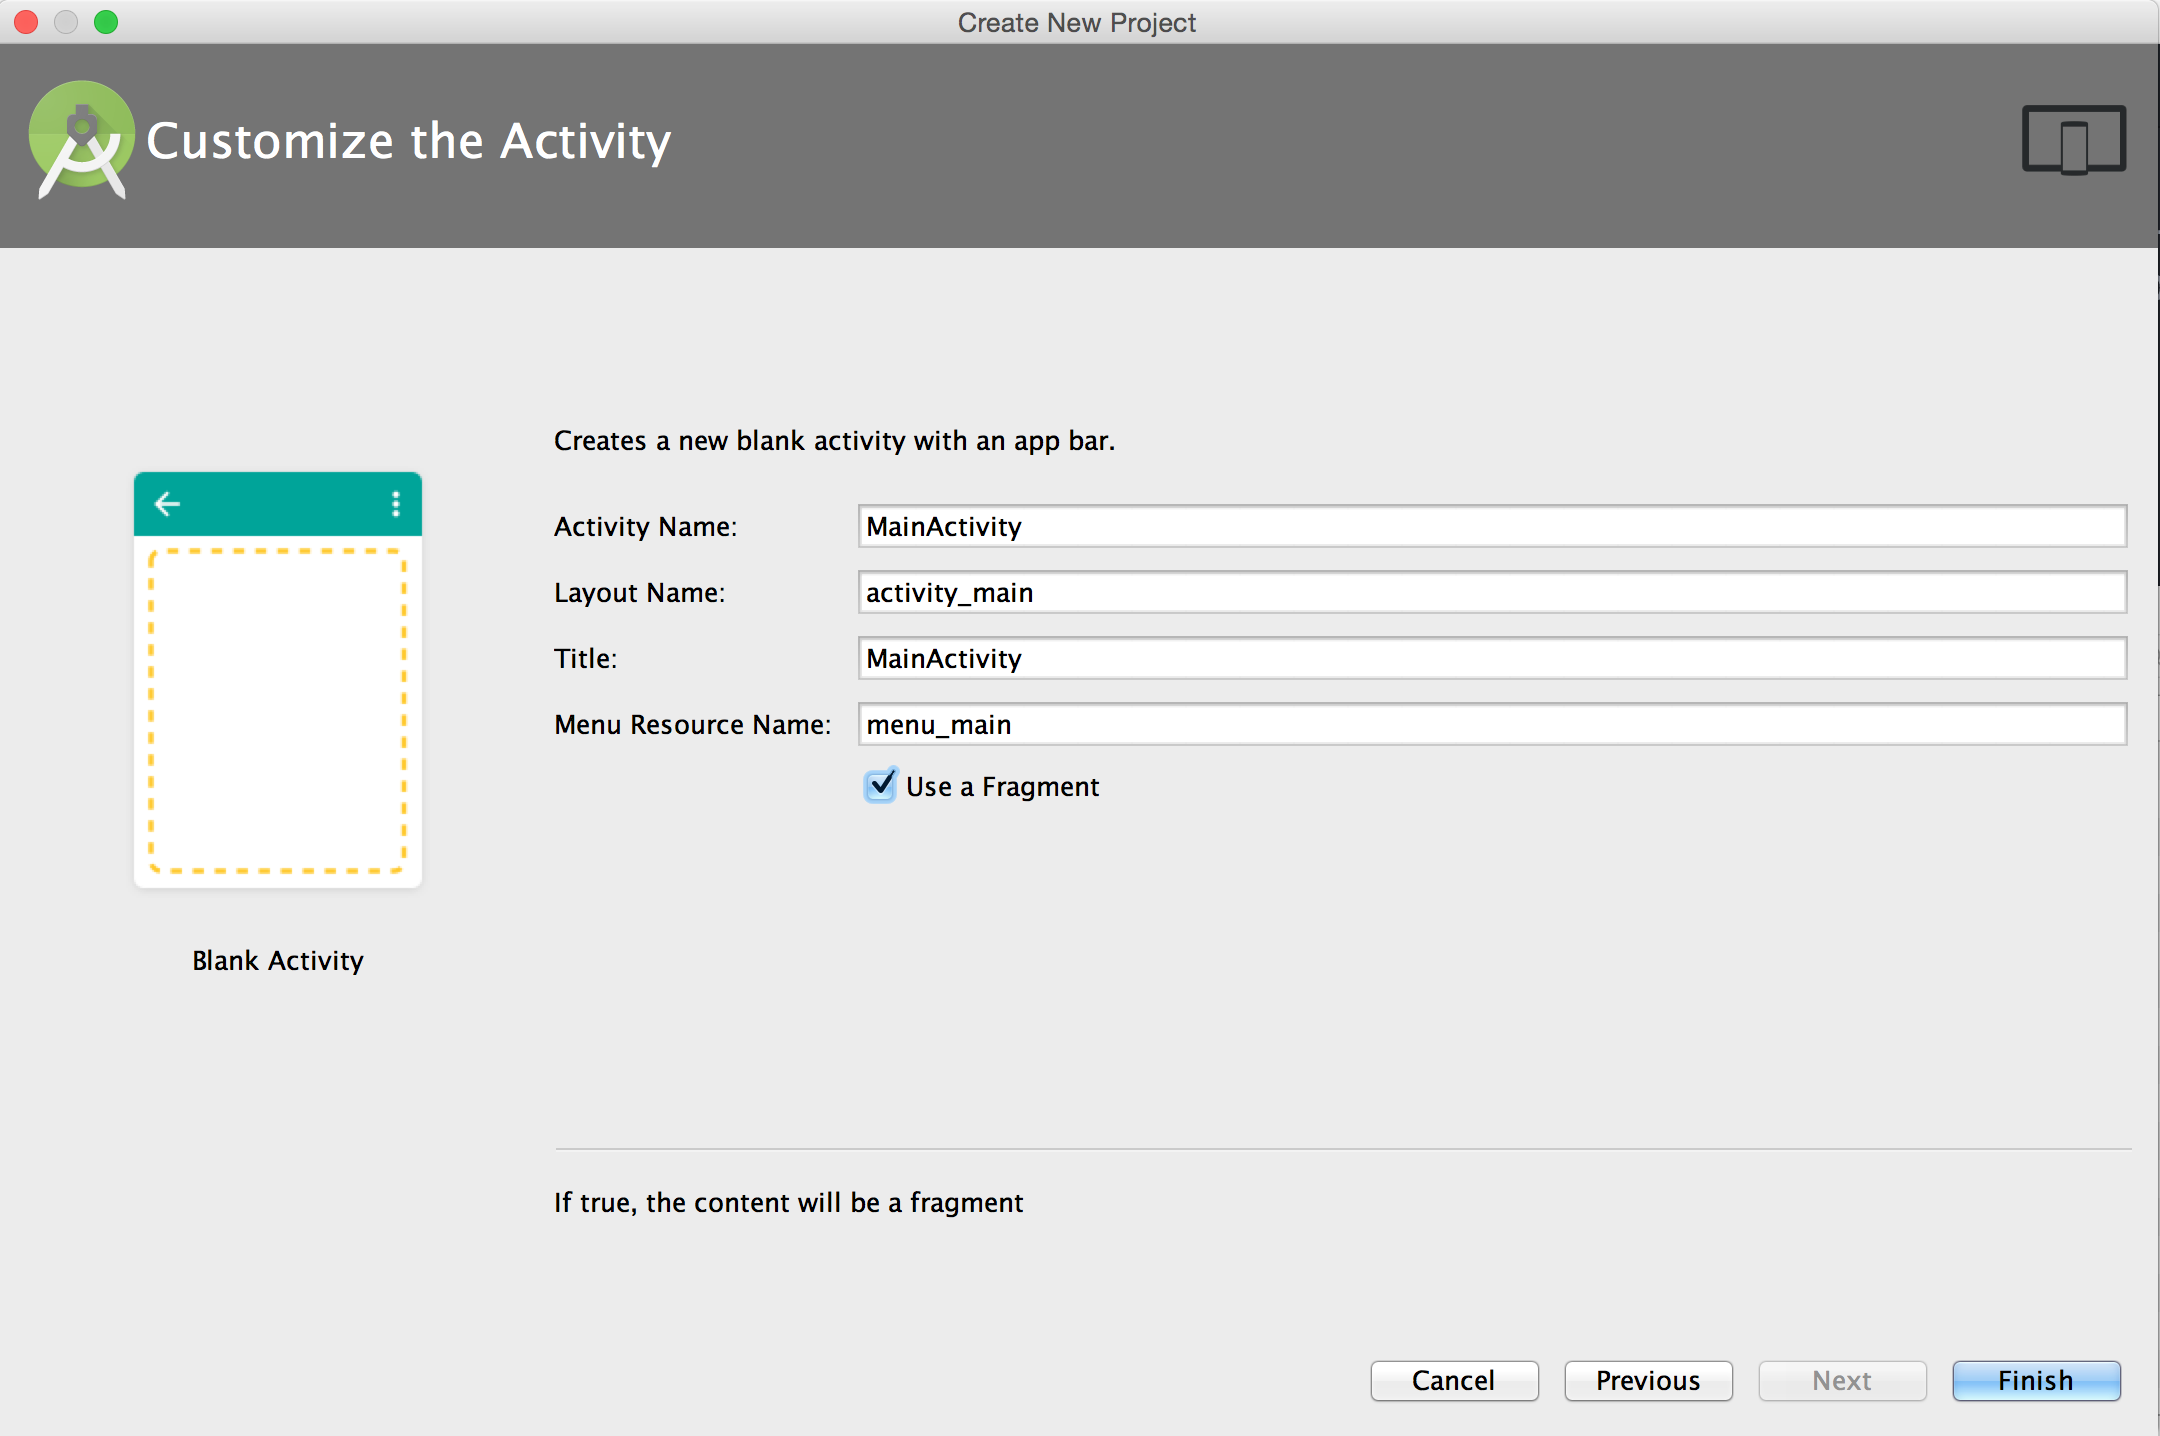 Create New Project
Customize the Activity
Creates a new blank activity with an app bar.
Activity Name: MainActivity
Layout Name: activity_main
Title: MainActivity
Menu Resource Name: menu_main
Use a Fragment
Blank Activity
If true, the content will be a fragment
Cancel Previous Next Finish